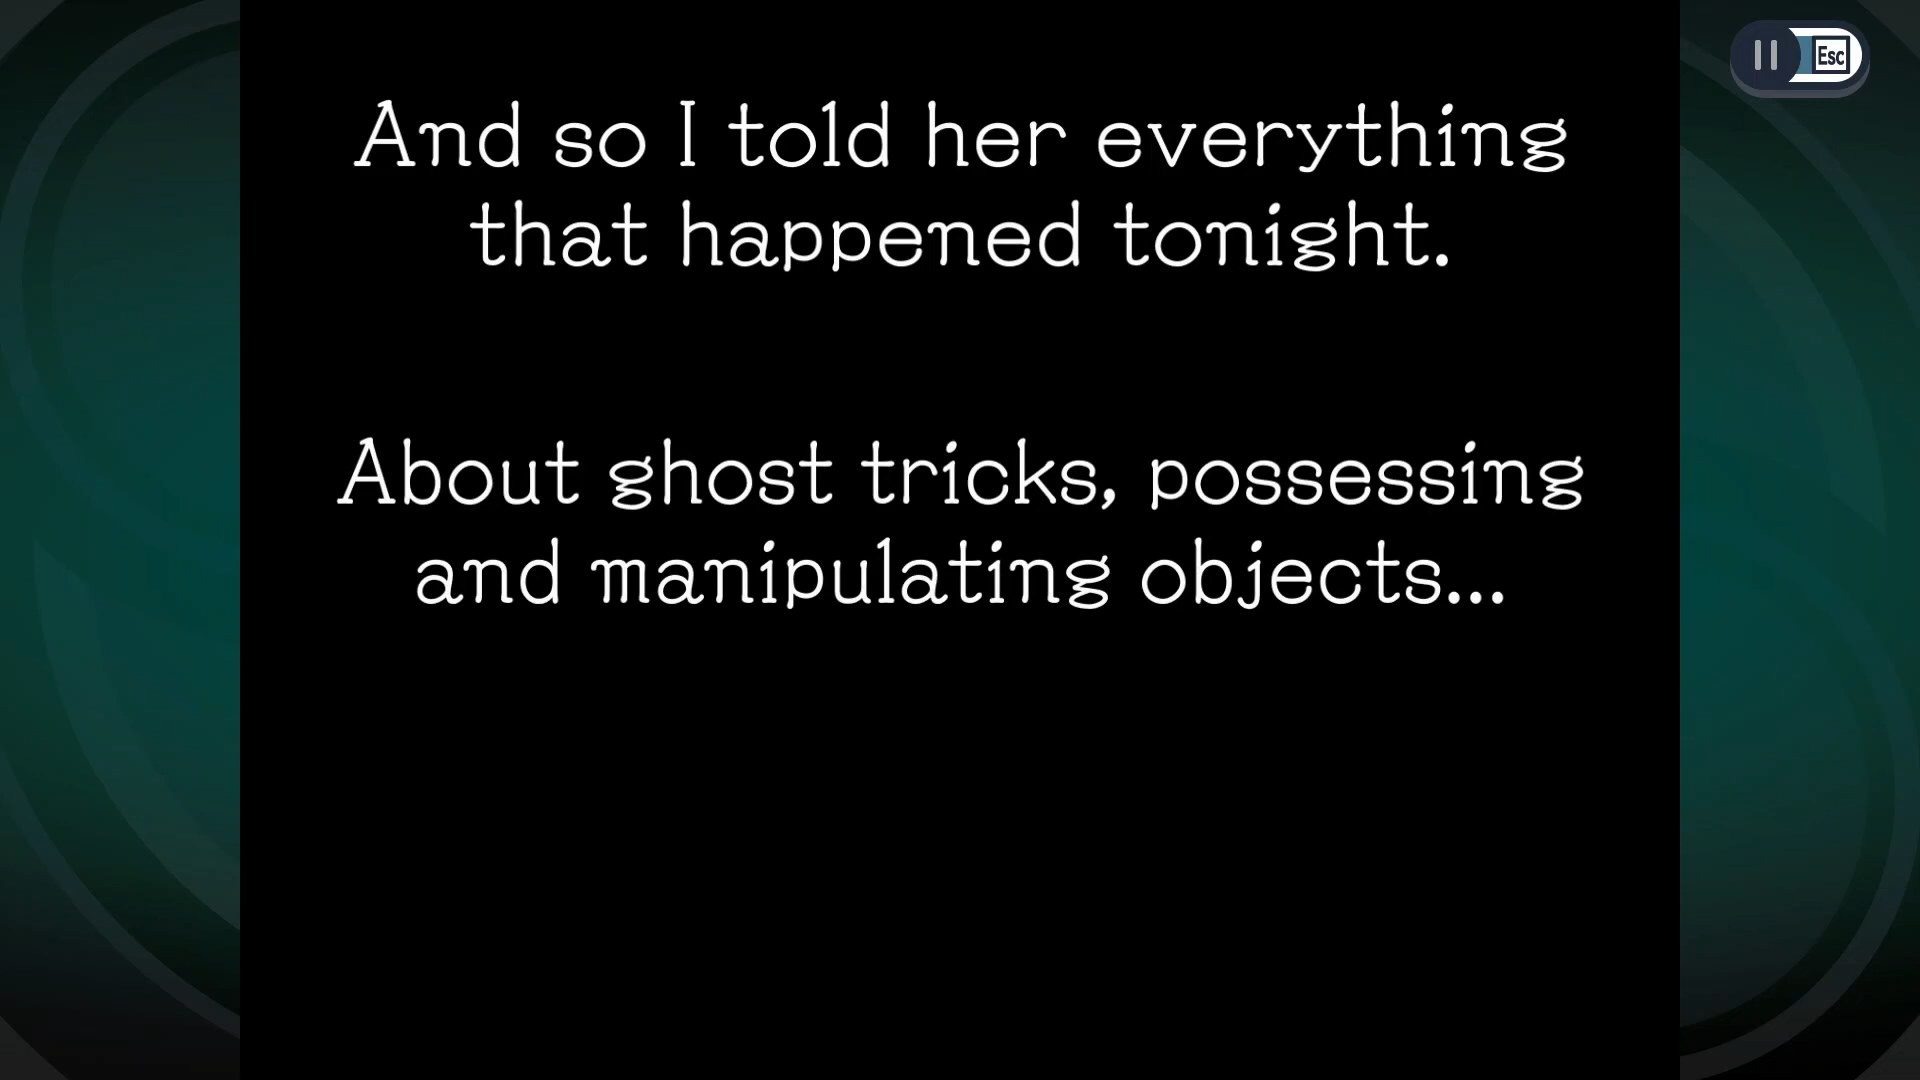 Esc
And so I told her everything
that happened tonight.
About ghost tricks, possessing
and manipulating objects...